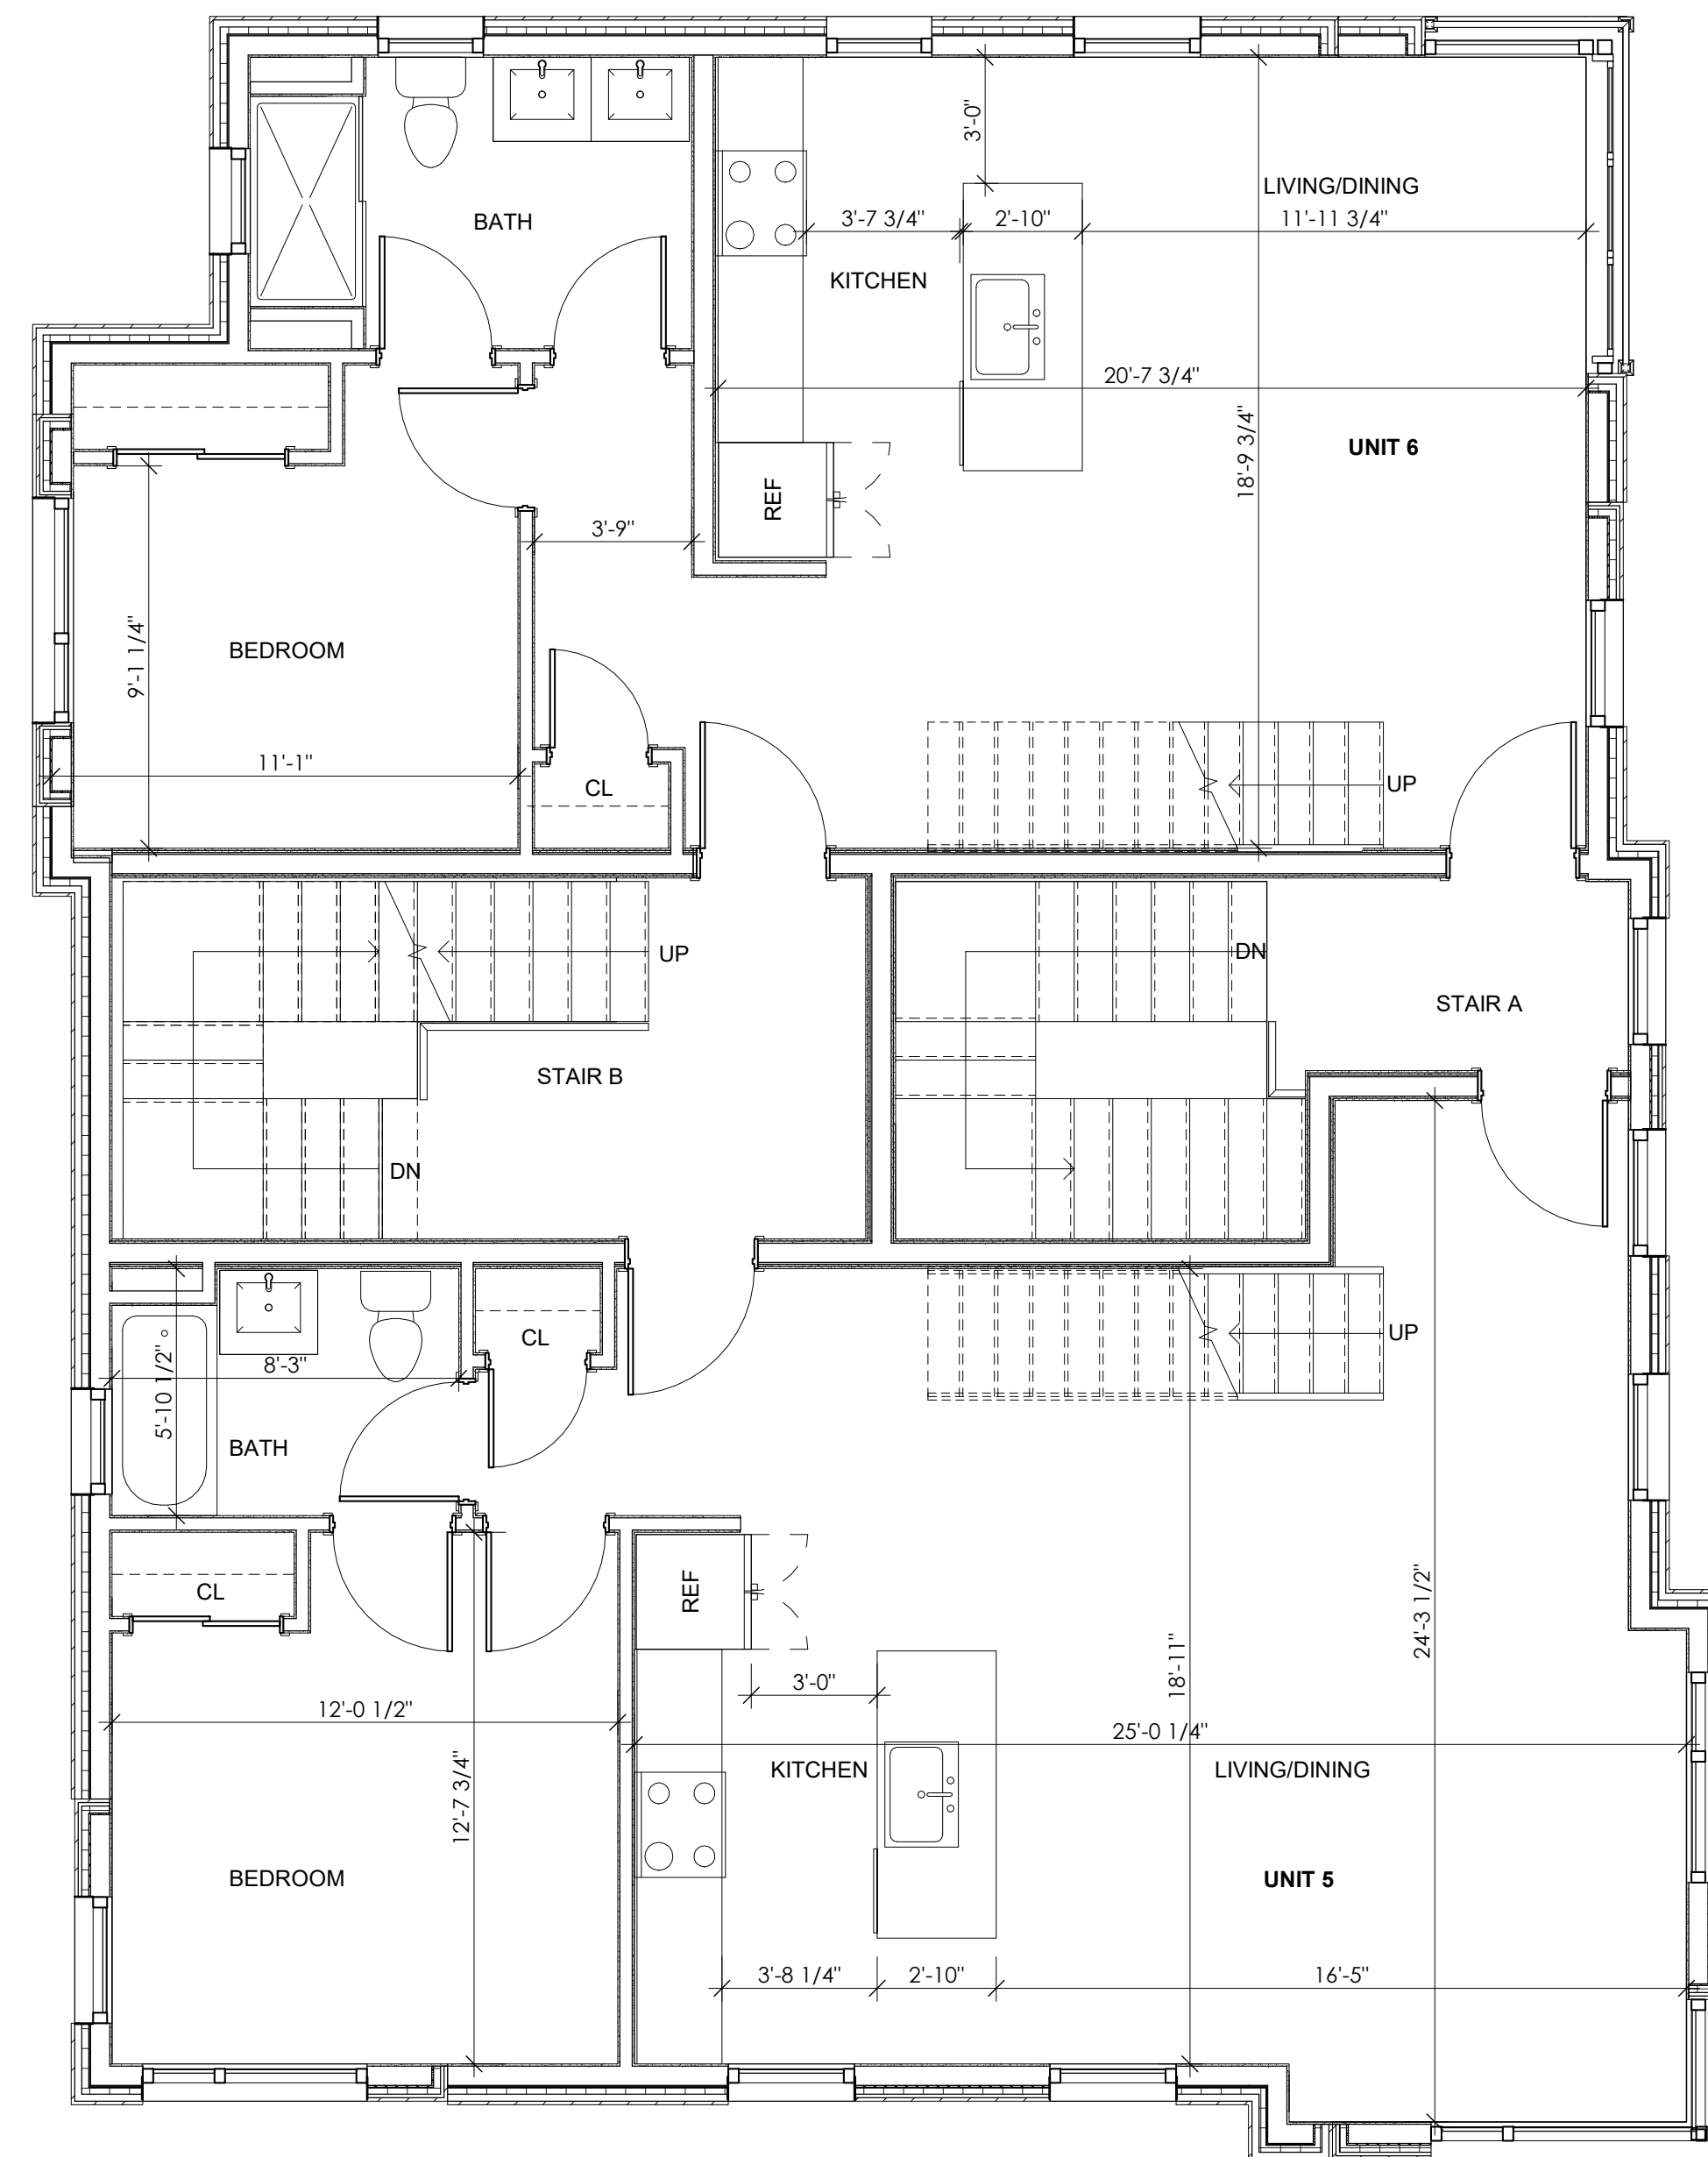 3'-0"
LIVING/DINING
BATH
3'-7 3/4"
2'-10"
11'-11 3/4"
KITCHEN
20'-7 3/4"
18'-9 3/4"
UNIT 6
REF
3'-9"
BEDROOM
9'-1 1/4"
11'-1"
CL
UP
UP
DN
STAIR A
STAIR B
DN
CL
UP
8'-3"
5'-10 1/2"
BATH
CL
REF
24'-3 1/2"
18'-11"
3'-0"
12'-0 1/2"
25'-0 1/4"
KITCHEN
LIVING/DINING
12'-7 3/4"
BEDROOM
UNIT 5
3'-8 1/4"
2'-10"
16'-5"